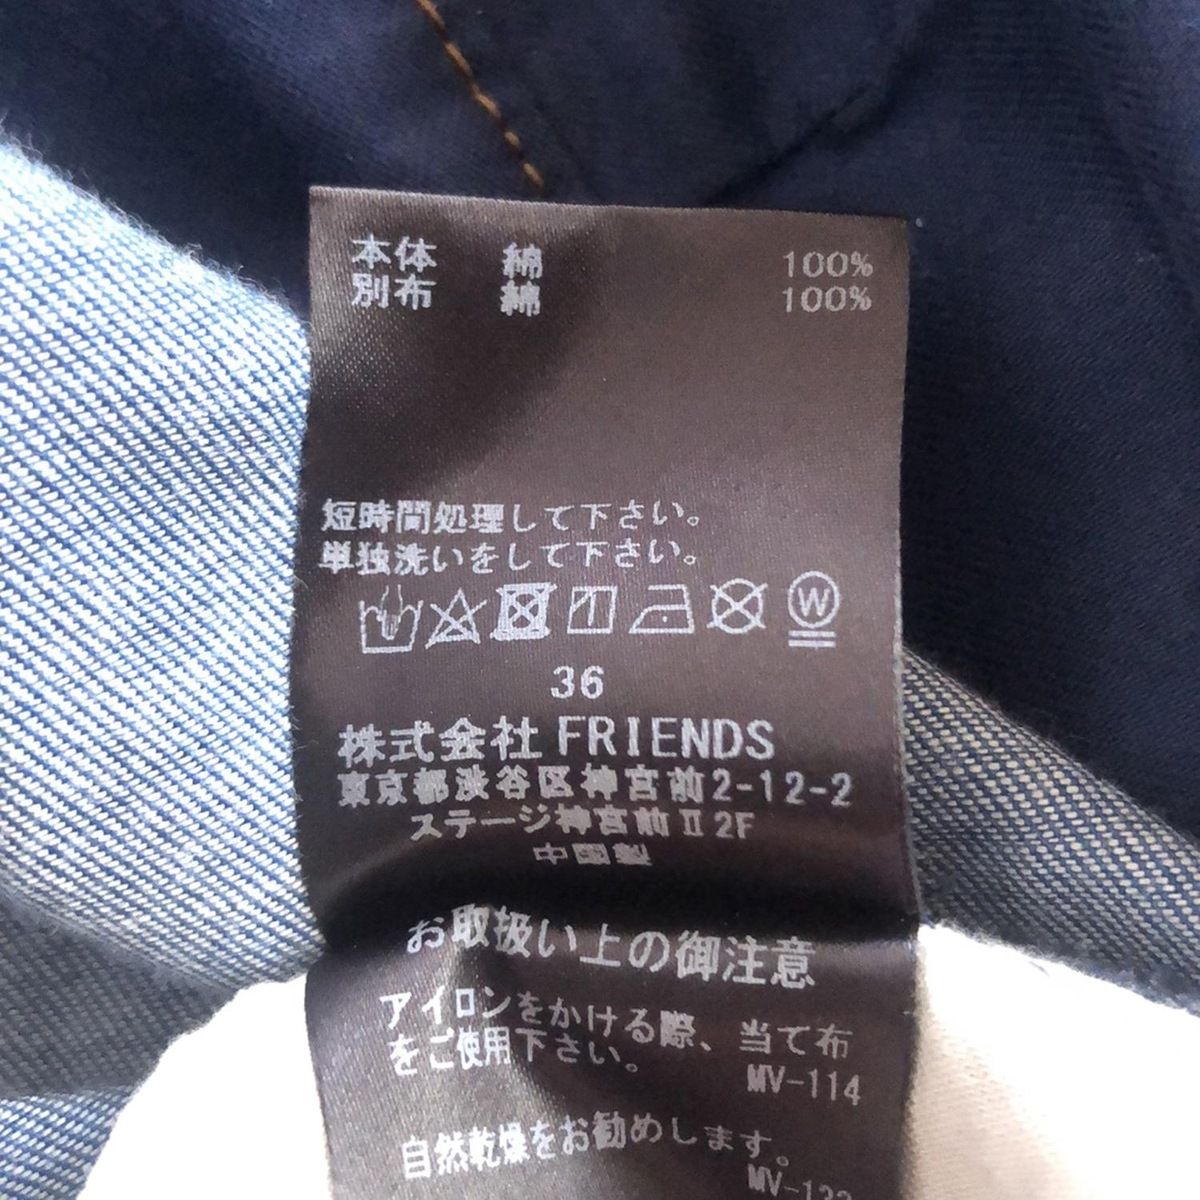 本体 綿 100%
別布 綿 100%
短時間処理して下さい。
単独洗いをして下さい。
W
36
株式会社 FRIENDS
東京都渋谷区神宮前2-12-2
ステージ神宮前Ⅱ2F
中国製
お取扱い上の御注意
アイロンをかける際、当て布
をご使用下さい。
MV-114
自然乾燥をお勧めします。